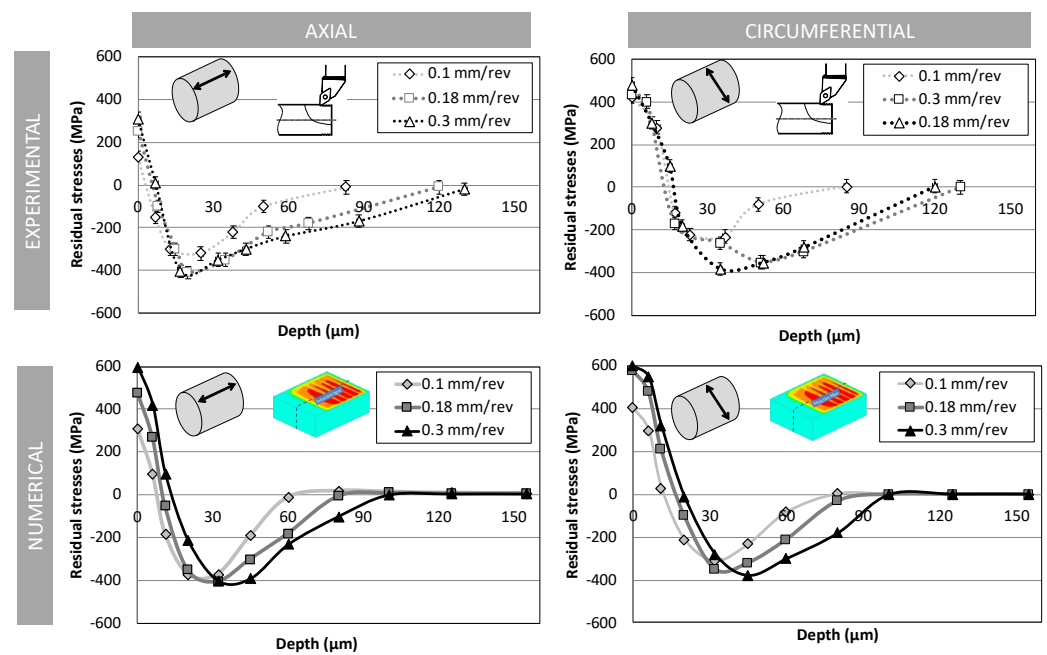 AXIAL
CIRCUMFERENTIAL
EXPERIMENTAL
Residual stresses (MPa)
600
400
200
0
-200
-400
-600
0 30 60 90 120 150
Depth (µm)
0.1 mm/rev
0.18 mm/rev
0.3 mm/rev
Residual stresses (MPa)
600
400
200
0
-200
-400
-600
0 30 60 90 120 150
Depth (µm)
0.1 mm/rev
0.3 mm/rev
0.18 mm/rev
NUMERICAL
Residual stresses (MPa)
600
400
200
0
-200
-400
-600
0 30 60 90 120 150
Depth (µm)
0.1 mm/rev
0.18 mm/rev
0.3 mm/rev
Residual stresses (MPa)
600
400
200
0
-200
-400
-600
0 30 60 90 120 150
Depth (µm)
0.1 mm/rev
0.18 mm/rev
0.3 mm/rev